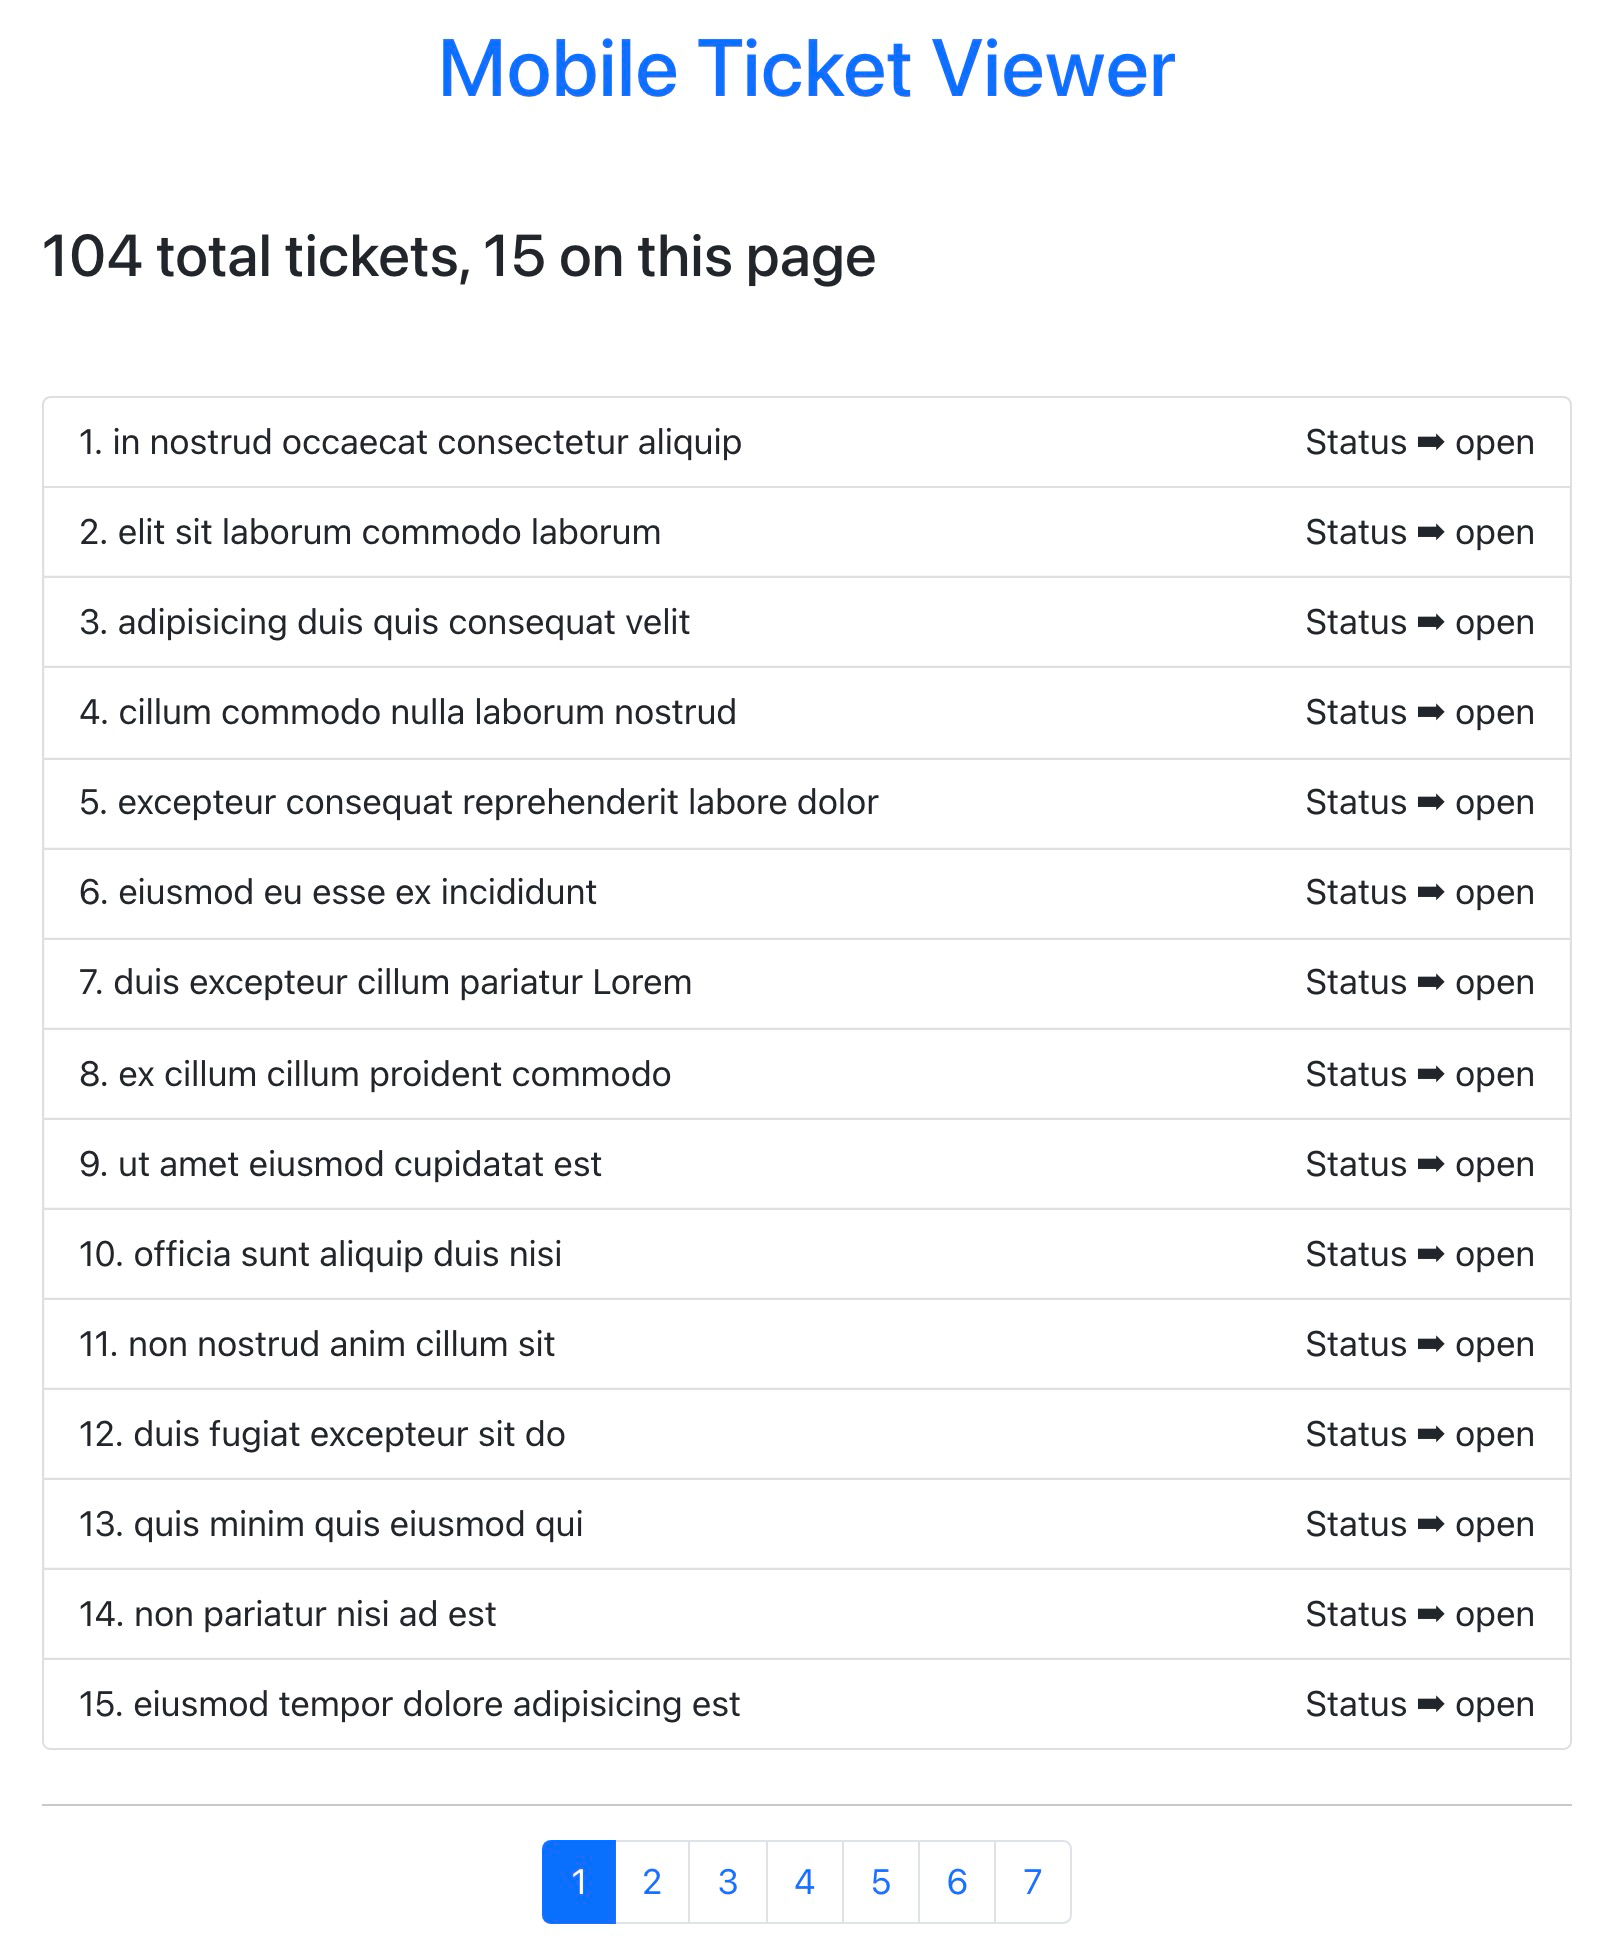 Mobile Ticket Viewer
104 total tickets, 15 on this page
1. in nostrud occaecat consectetur aliquip Status ➡ open
2. elit sit laborum commodo laborum Status ➡ open
3. adipisicing duis quis consequat velit Status ➡ open
4. cillum commodo nulla laborum nostrud Status ➡ open
5. excepteur consequat reprehenderit labore dolor Status ➡ open
6. eiusmod eu esse ex incididunt Status ➡ open
7. duis excepteur cillum pariatur Lorem Status ➡ open
8. ex cillum cillum proident commodo Status ➡ open
9. ut amet eiusmod cupidatat est Status ➡ open
10. officia sunt aliquip duis nisi Status ➡ open
11. non nostrud anim cillum sit Status ➡ open
12. duis fugiat excepteur sit do Status ➡ open
13. quis minim quis eiusmod qui Status ➡ open
14. non pariatur nisi ad est Status ➡ open
15. eiusmod tempor dolore adipisicing est Status ➡ open
1 2 3 4 5 6 7